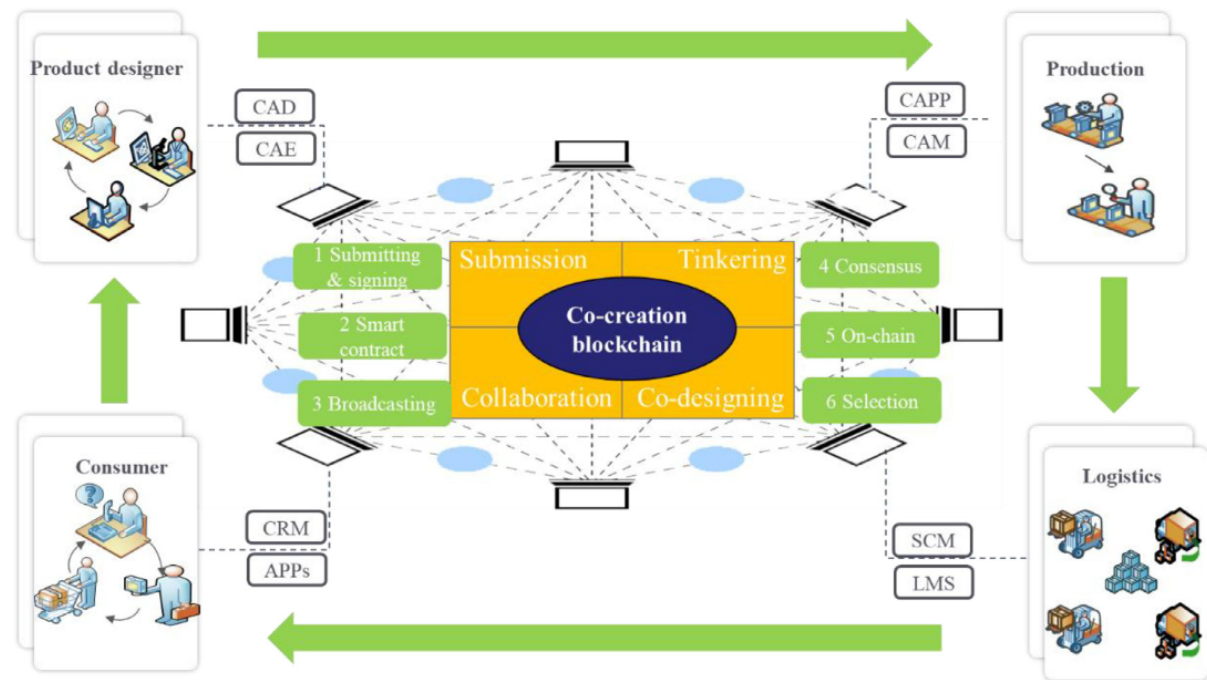 Product designer
CAD
CAE
CAPP
CAM
Production
1 Submitting
& signing
2 Smart
contract
3 Broadcasting
Submission
Tinkering
Co-creation
blockchain
Collaboration
Co-designing
4 Consensus
5 On-chain
6 Selection
Consumer
?
CRM
APPs
SCM
LMS
Logistics